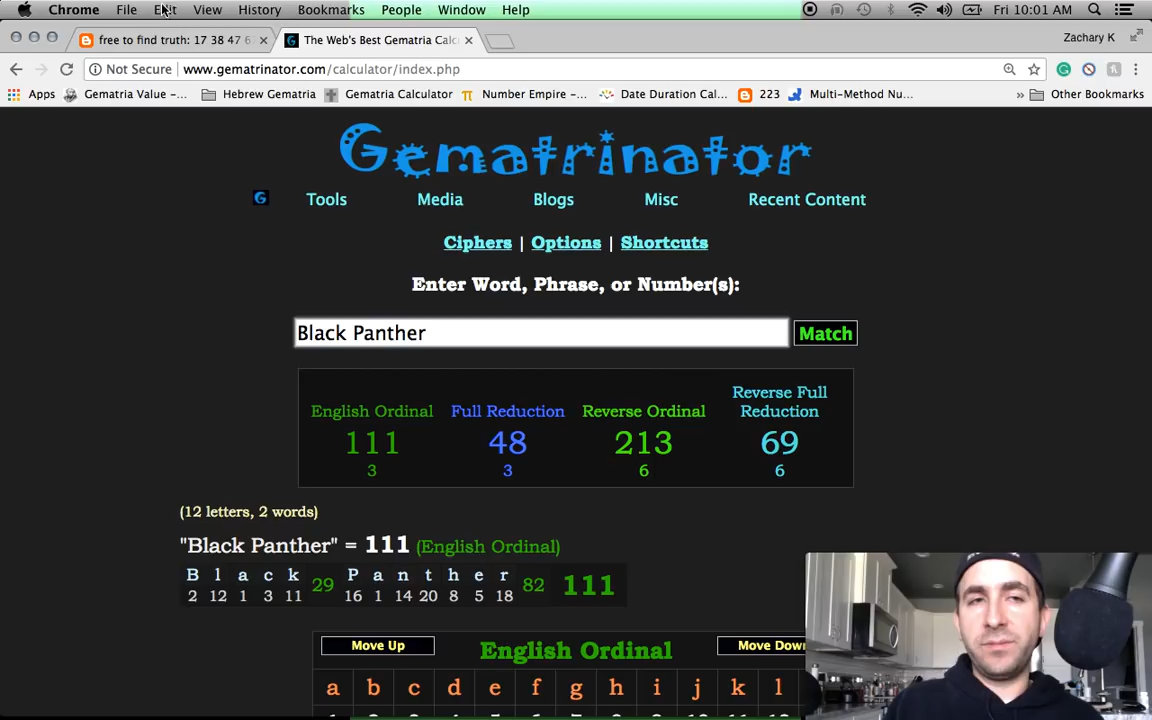 Chrome File Edit View History Bookmarks People Window Help Fri 10:01 AM
free to find truth: 17 38 47 6 The Web's Best Gematria Calc Zachary K
Not Secure www.gematrinator.com/calculator/index.php
Apps Gematria Value -... Hebrew Gematria Gematria Calculator Number Empire -... Date Duration Cal... 223 Multi-Method Nu... » Other Bookmarks
Gematrinator
Tools Media Blogs Misc Recent Content
Ciphers | Options | Shortcuts
Enter Word, Phrase, or Number(s):
Black Panther Match
English Ordinal Full Reduction Reverse Ordinal Reverse Full Reduction
111 48 213 69
3 3 6 6
(12 letters, 2 words)
"Black Panther" = 111 (English Ordinal)
B l a c k 29 P a n t h e r 82 111
2 12 1 3 11 16 1 14 20 8 5 18
Move Up English Ordinal Move Down
a b c d e f g h i j k l